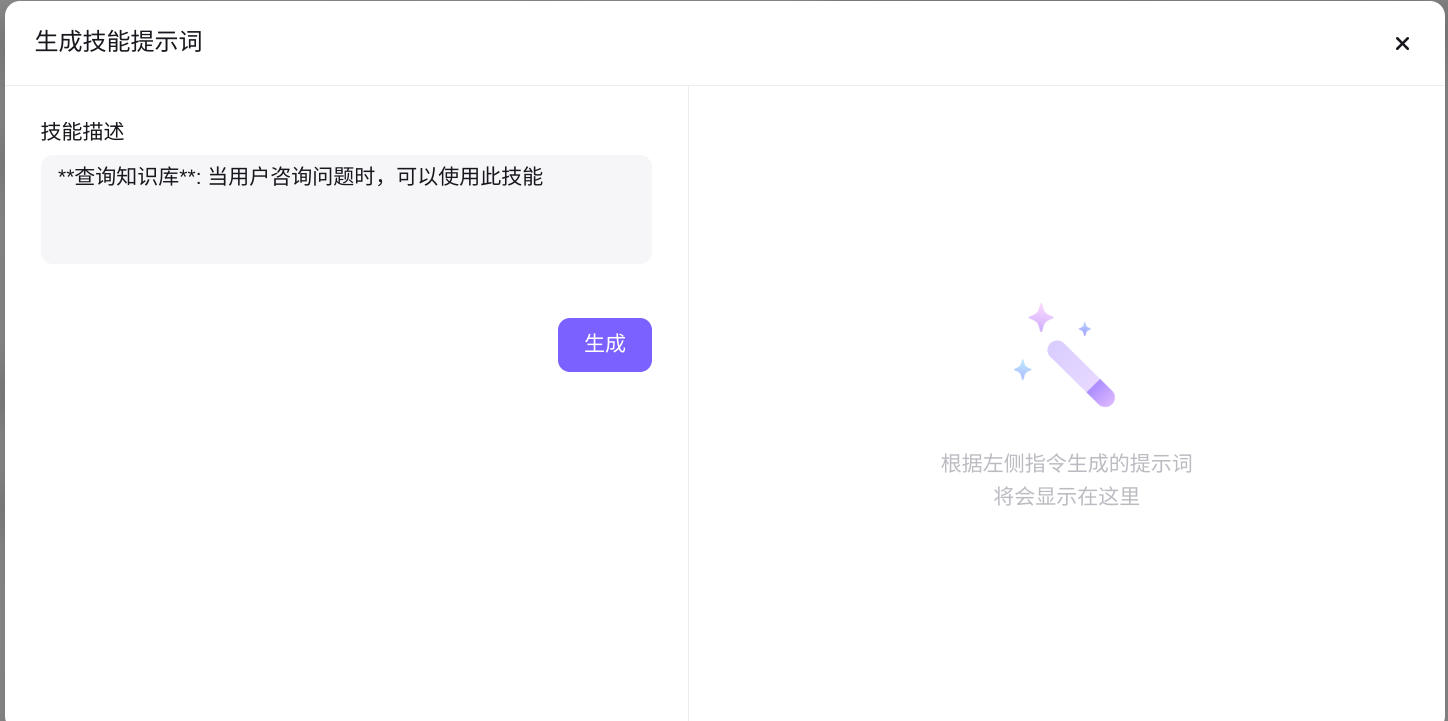 生成技能提示词
技能描述
**查询知识库**: 当用户咨询问题时，可以使用此技能
生成
根据左侧指令生成的提示词
将会显示在这里